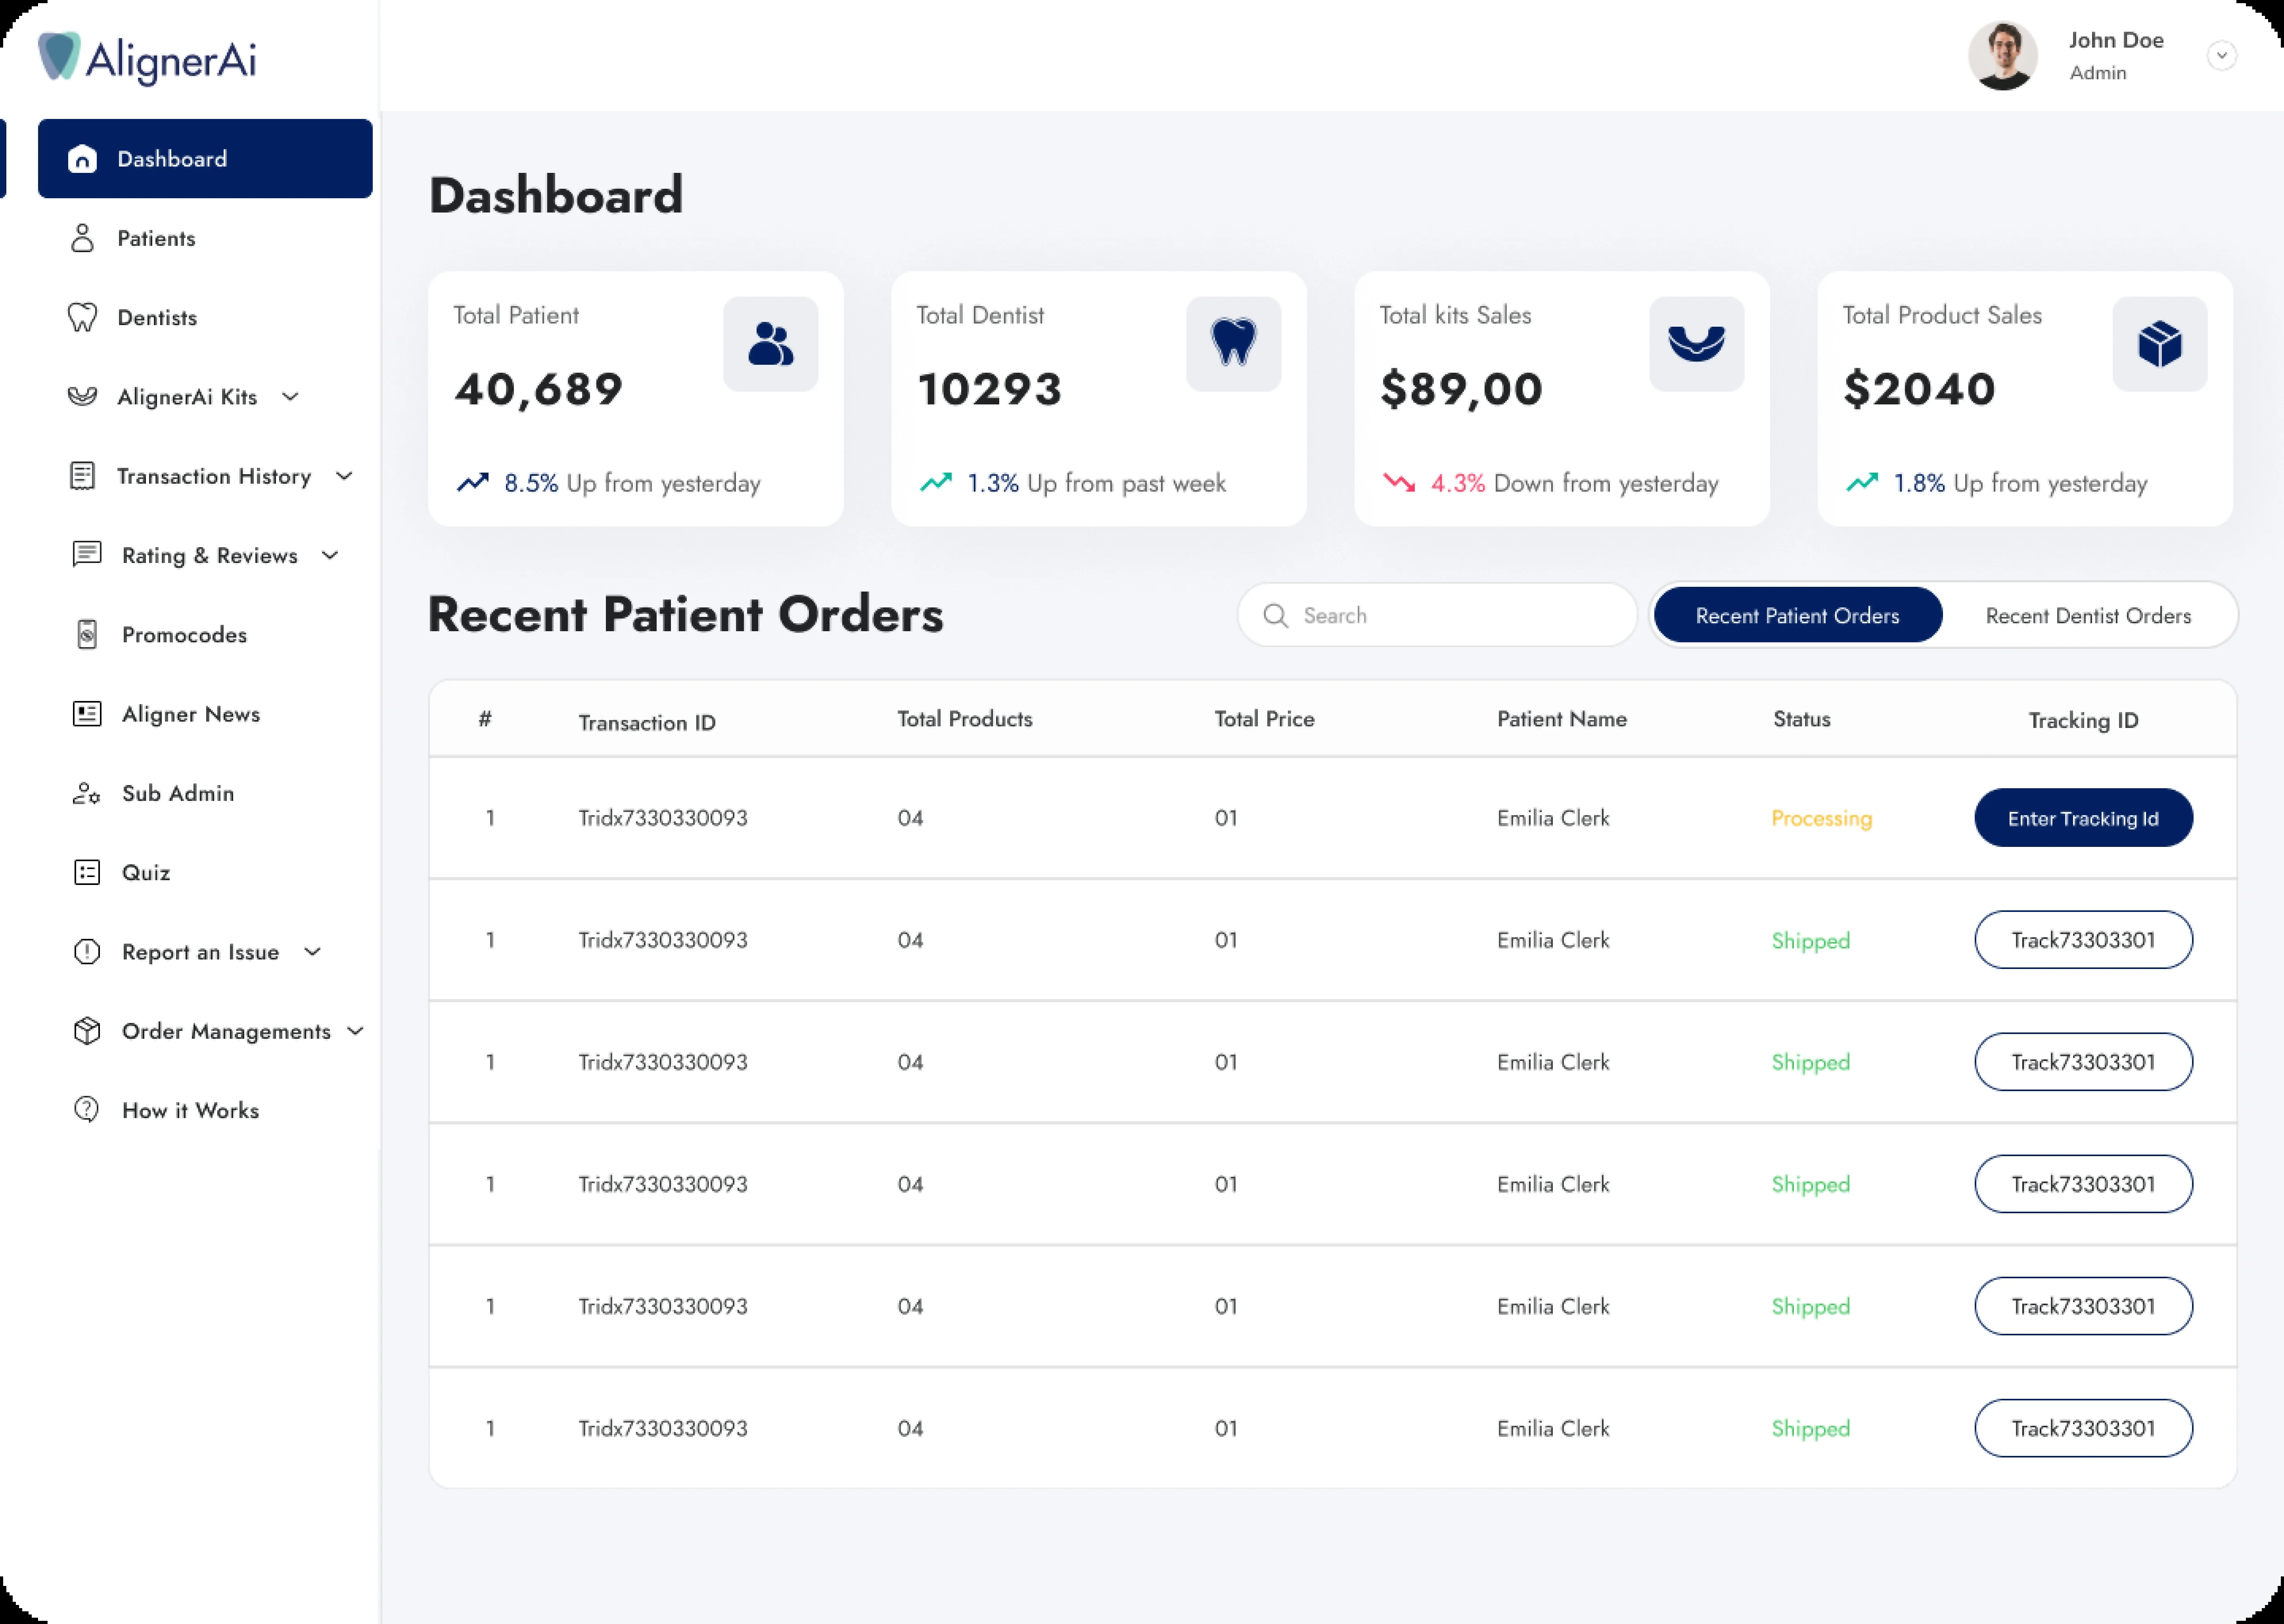 AlignerAi
John Doe
Admin
Dashboard
Patients
Dentists
AlignerAi Kits
Transaction History
Rating & Reviews
Promocodes
Aligner News
Sub Admin
Quiz
Report an Issue
Order Managements
How it Works
Dashboard
Total Patient
40,689
8.5% Up from yesterday
Total Dentist
10293
1.3% Up from past week
Total kits Sales
$89,00
4.3% Down from yesterday
Total Product Sales
$2040
1.8% Up from yesterday
Recent Patient Orders
Search
Recent Patient Orders
Recent Dentist Orders
# Transaction ID Total Products Total Price Patient Name Status Tracking ID
1 Tridx7330330093 04 01 Emilia Clerk Processing Enter Tracking Id
1 Tridx7330330093 04 01 Emilia Clerk Shipped Track73303301
1 Tridx7330330093 04 01 Emilia Clerk Shipped Track73303301
1 Tridx7330330093 04 01 Emilia Clerk Shipped Track73303301
1 Tridx7330330093 04 01 Emilia Clerk Shipped Track73303301
1 Tridx7330330093 04 01 Emilia Clerk Shipped Track73303301